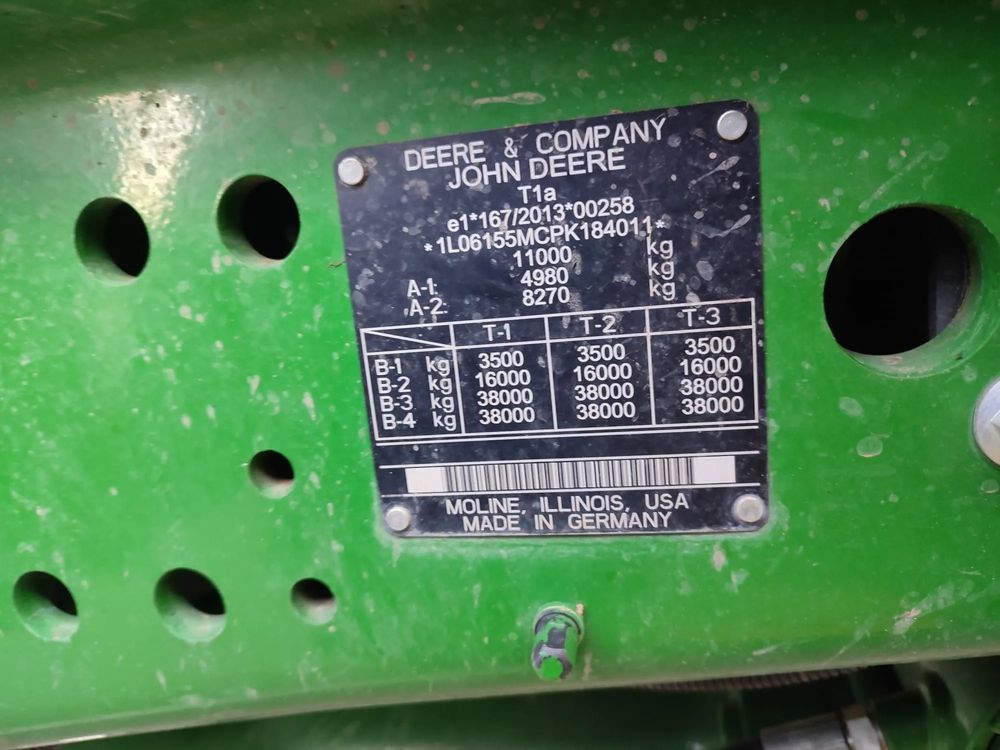 DEERE & COMPANY
JOHN DEERE
T1a
e1*167/2013*00258
*1L06155MCPK184011*
11000 kg
A-1: 4980 kg
A-2: 8270 kg
T-1 T-2 T-3
B-1 kg 3500 3500 3500
B-2 kg 16000 16000 16000
B-3 kg 38000 38000 38000
B-4 kg 38000 38000 38000
MOLINE, ILLINOIS, USA
MADE IN GERMANY